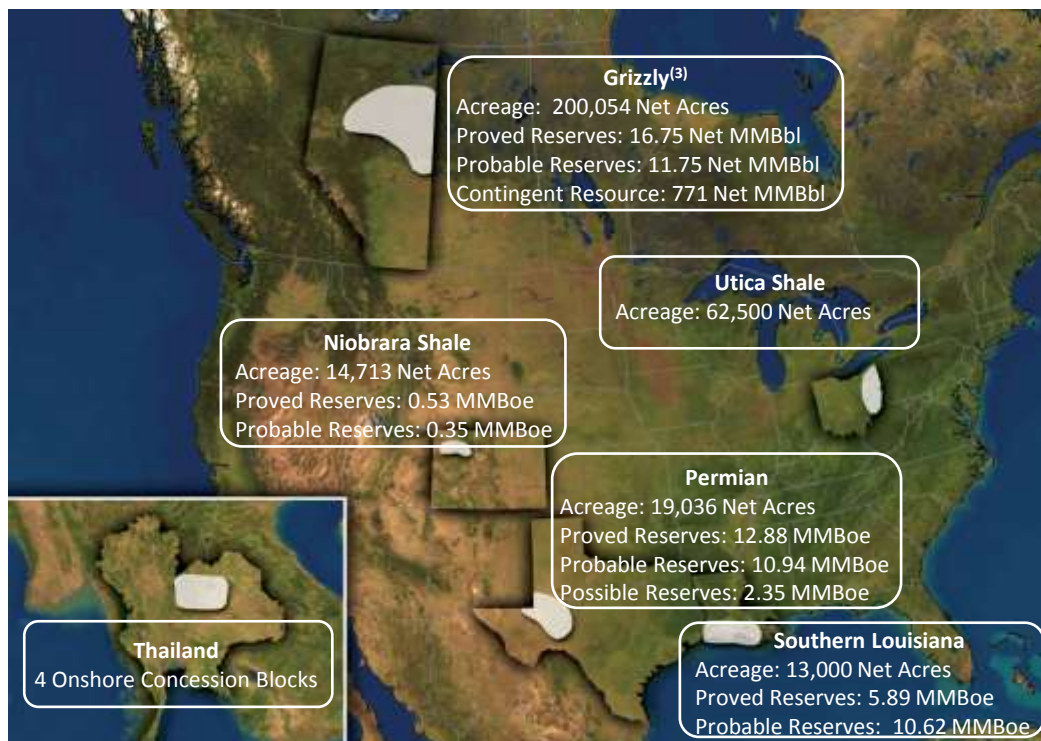 Grizzly(3)
Acreage: 200,054 Net Acres
Proved Reserves: 16.75 Net MMBbl
Probable Reserves: 11.75 Net MMBbl
Contingent Resource: 771 Net MMBbl
Utica Shale
Acreage: 62,500 Net Acres
Niobrara Shale
Acreage: 14,713 Net Acres
Proved Reserves: 0.53 MMBoe
Probable Reserves: 0.35 MMBoe
Permian
Acreage: 19,036 Net Acres
Proved Reserves: 12.88 MMBoe
Probable Reserves: 10.94 MMBoe
Possible Reserves: 2.35 MMBoe
Thailand
4 Onshore Concession Blocks
Southern Louisiana
Acreage: 13,000 Net Acres
Proved Reserves: 5.89 MMBoe
Probable Reserves: 10.62 MMBoe